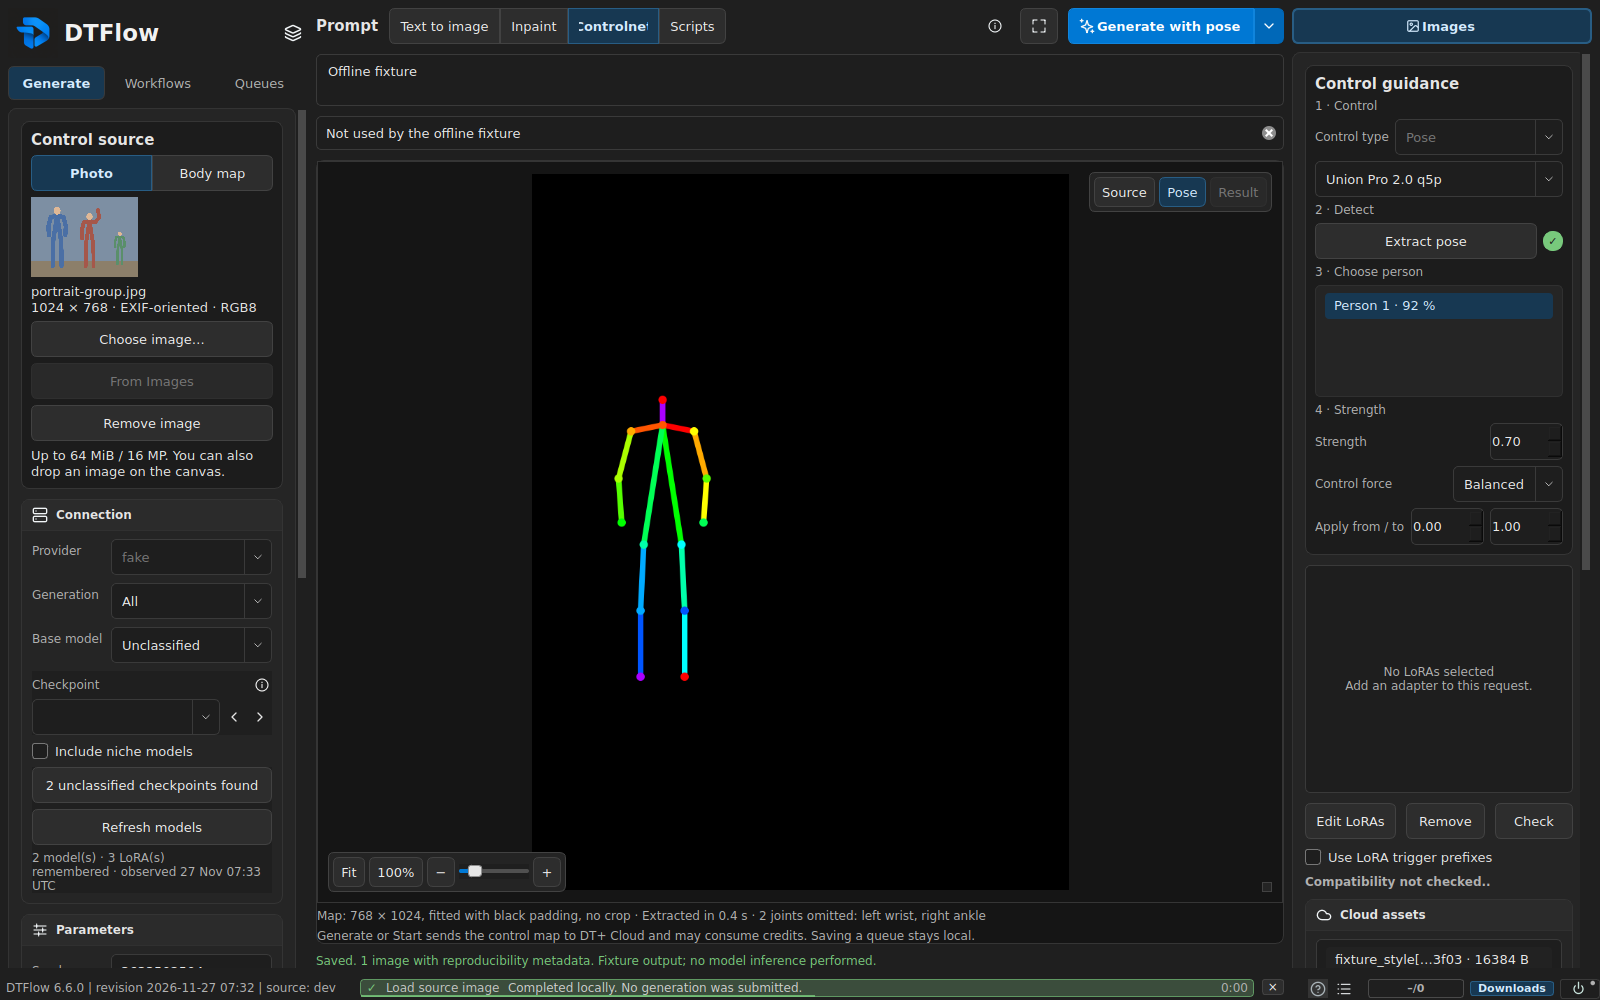 DTFlow
Prompt
Text to image
Inpaint
Controlnet
Scripts
Generate with pose
Images
Generate
Workflows
Queues
Offline fixture
Not used by the offline fixture
Control source
Photo
Body map
portrait-group.jpg
1024 × 768 · EXIF-oriented · RGB8
Choose image...
From Images
Remove image
Up to 64 MiB / 16 MP. You can also
drop an image on the canvas.
Connection
Provider
fake
Generation
All
Base model
Unclassified
Checkpoint
Include niche models
2 unclassified checkpoints found
Refresh models
2 model(s) · 3 LoRA(s)
remembered · observed 27 Nov 07:33
UTC
Parameters
Source
Pose
Result
Fit
100%
−
+
Map: 768 × 1024, fitted with black padding, no crop · Extracted in 0.4 s · 2 joints omitted: left wrist, right ankle
Generate or Start sends the control map to DT+ Cloud and may consume credits. Saving a queue stays local.
Saved. 1 image with reproducibility metadata. Fixture output; no model inference performed.
Control guidance
1 · Control
Control type
Pose
Union Pro 2.0 q5p
2 · Detect
Extract pose
3 · Choose person
Person 1 · 92 %
4 · Strength
Strength
0.70
Control force
Balanced
Apply from / to
0.00
1.00
No LoRAs selected
Add an adapter to this request.
Edit LoRAs
Remove
Check
Use LoRA trigger prefixes
Compatibility not checked..
Cloud assets
fixture_style[...3f03 · 16384 B
DTFlow 6.6.0 | revision 2026-11-27 07:32 | source: dev
✓ Load source image Completed locally. No generation was submitted.
0:00
–/0
Downloads